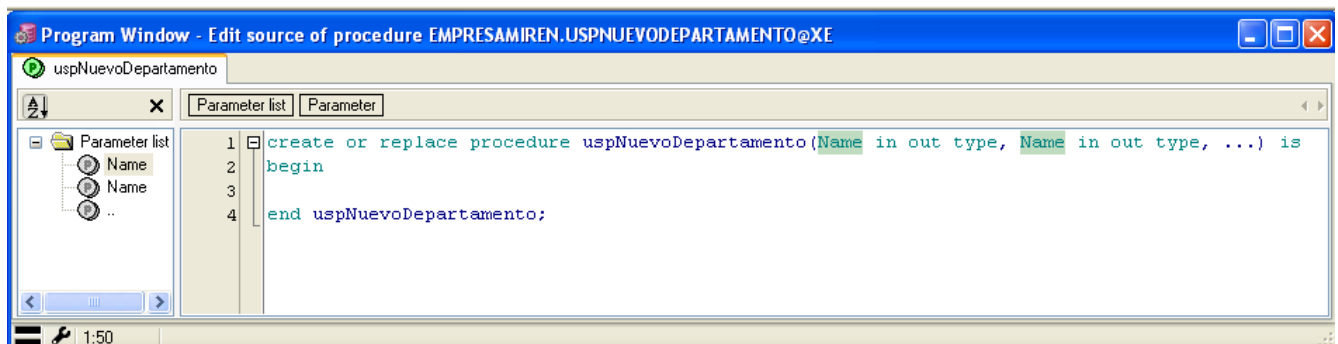 Program Window - Edit source of procedure EMPRESAMIREN.USPNUEVODEPARTAMENTO@XE
uspNuevoDepartamento
Parameter list Parameter
Parameter list
Name
Name
..
1 create or replace procedure uspNuevoDepartamento(Name in out type, Name in out type, ...) is
2 begin
3
4 end uspNuevoDepartamento;
1:50